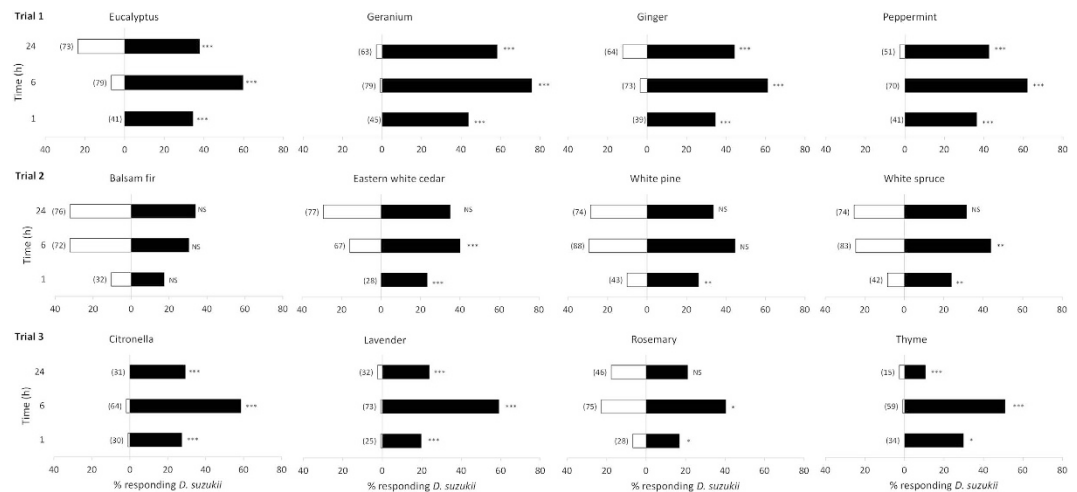 Trial 1
Eucalyptus Geranium Ginger Peppermint
24 (73) *** (63) *** (64) *** (51) ***
Time (h)
6 (79) *** (79) *** (73) *** (70) ***
1 (41) *** (45) *** (39) *** (41) ***
40 20 0 20 40 60 80 40 20 0 20 40 60 80 40 20 0 20 40 60 80 40 20 0 20 40 60 80
Trial 2
Balsam fir Eastern white cedar White pine White spruce
24 (76) NS (77) NS (74) NS (74) NS
Time (h)
6 (72) NS 67) *** (88) NS (83) **
1 (32) NS (28) *** (43) ** (42) **
40 20 0 20 40 60 80 40 20 0 20 40 60 80 40 20 0 20 40 60 80 40 20 0 20 40 60 80
Trial 3
Citronella Lavender Rosemary Thyme
24 (31) *** (32) *** (46) NS (15) ***
Time (h)
6 (64) *** (73) *** (75) * (59) ***
1 (30) *** (25) *** (28) * (34) *
40 20 0 20 40 60 80 40 20 0 20 40 60 80 40 20 0 20 40 60 80 40 20 0 20 40 60 80
% responding D. suzukii % responding D. suzukii % responding D. suzukii % responding D. suzukii